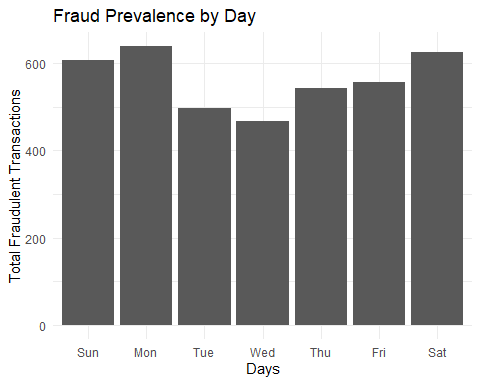 Fraud Prevalence by Day
Total Fraudulent Transactions
600
400
200
0
Sun Mon Tue Wed Thu Fri Sat
Days